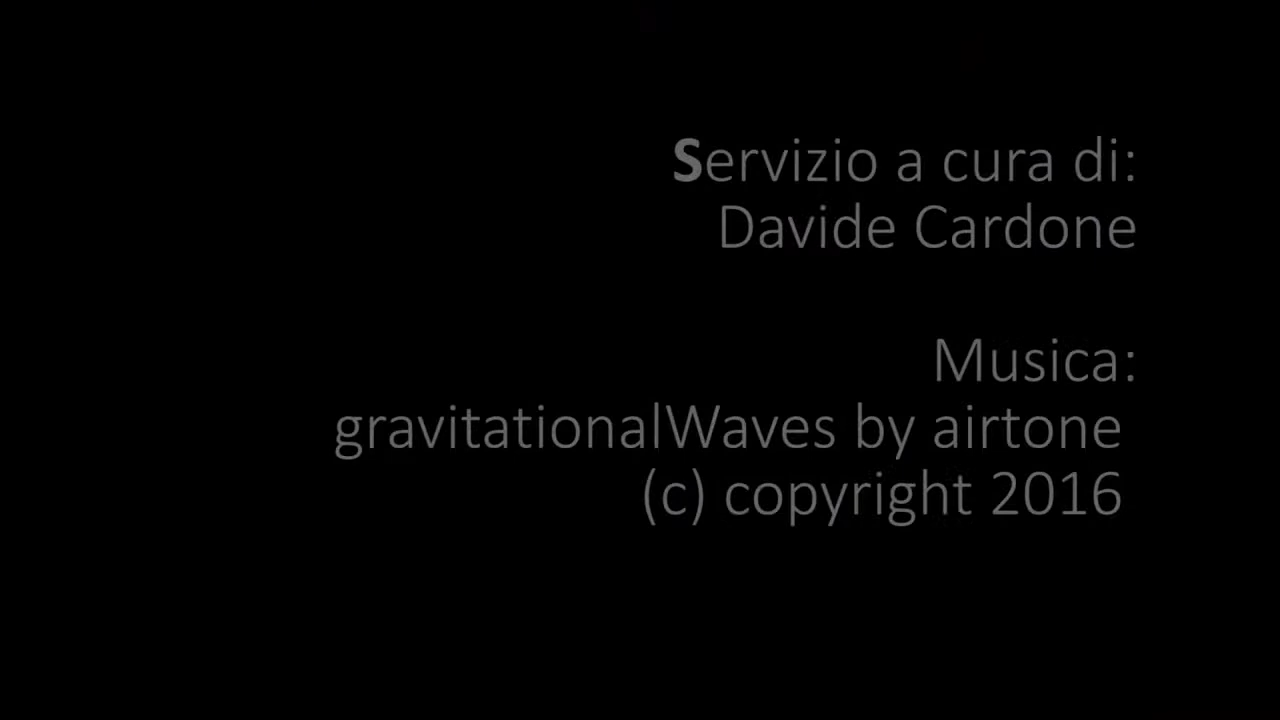 Servizio a cura di:
Davide Cardone
Musica:
gravitationalWaves by airtone
(c) copyright 2016